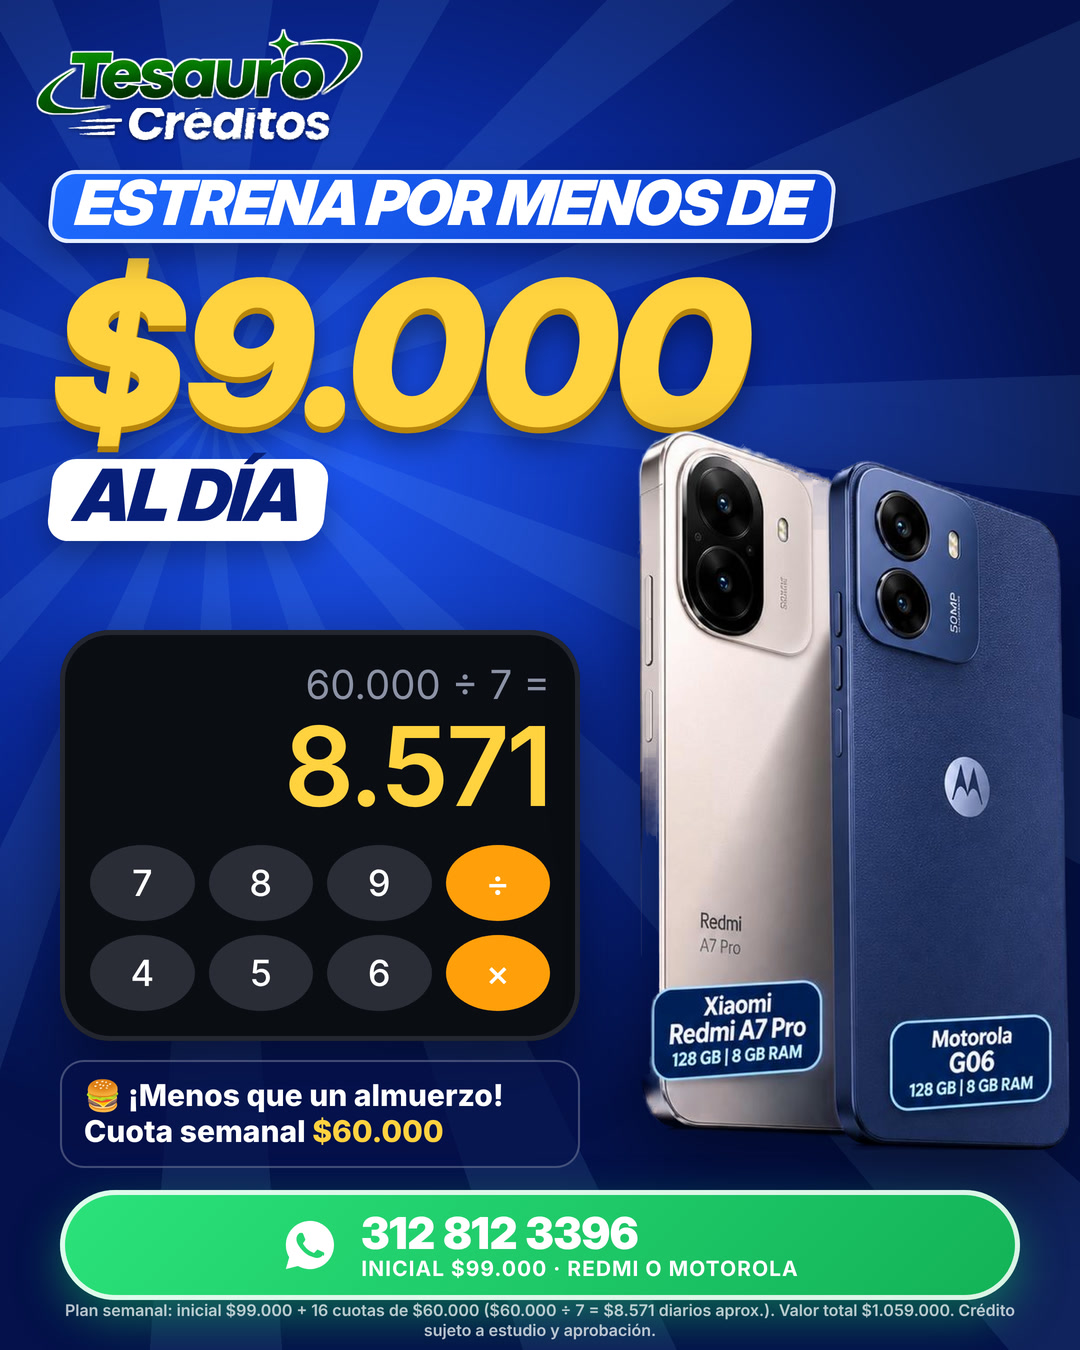 Tesauro
Créditos
ESTRENA POR MENOS DE
$9.000
AL DÍA
60.000 ÷ 7 =
8.571
7 8 9 ÷
4 5 6 ×
50MP
Redmi
A7 Pro
Xiaomi
Redmi A7 Pro
128 GB | 8 GB RAM
Motorola
G06
128 GB | 8 GB RAM
🍔 ¡Menos que un almuerzo!
Cuota semanal $60.000
312 812 3396
INICIAL $99.000 · REDMI O MOTOROLA
Plan semanal: inicial $99.000 + 16 cuotas de $60.000 ($60.000 ÷ 7 = $8.571 diarios aprox.). Valor total $1.059.000. Crédito
sujeto a estudio y aprobación.